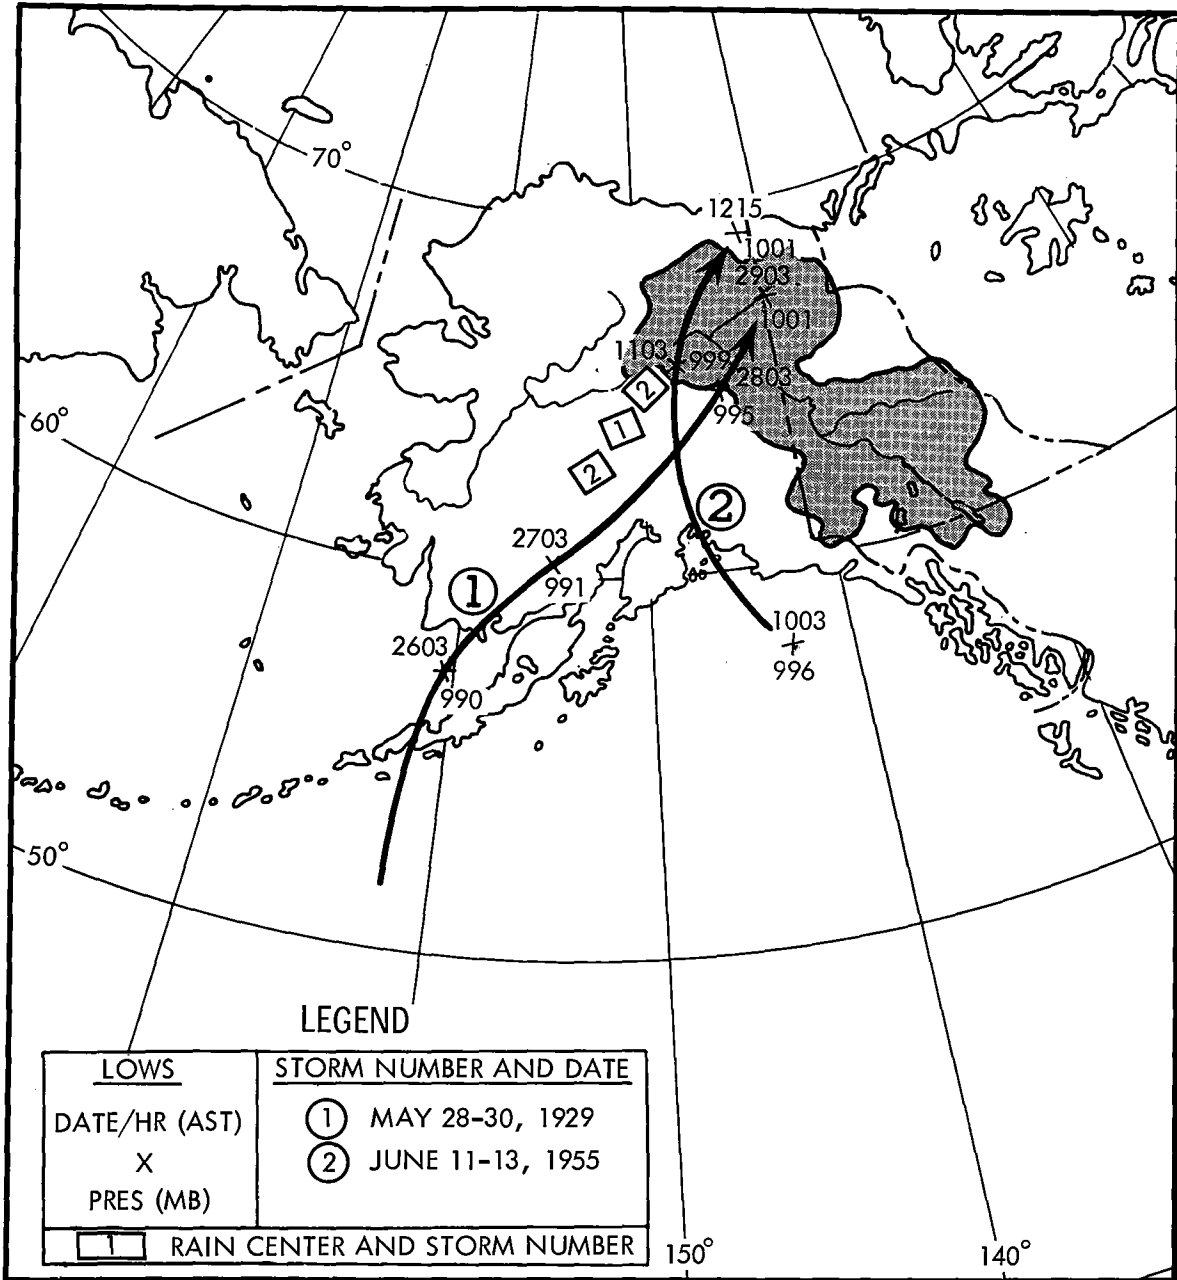 70°
1215
1001
2903
1001
1103
999
2803
995
2
1
2
60°
2
2703
991
1
2603
990
1003
996
50°
LEGEND
LOWS
DATE/HR (AST)
X
PRES (MB)
STORM NUMBER AND DATE
1 MAY 28-30, 1929
2 JUNE 11-13, 1955
1 RAIN CENTER AND STORM NUMBER
150°
140°